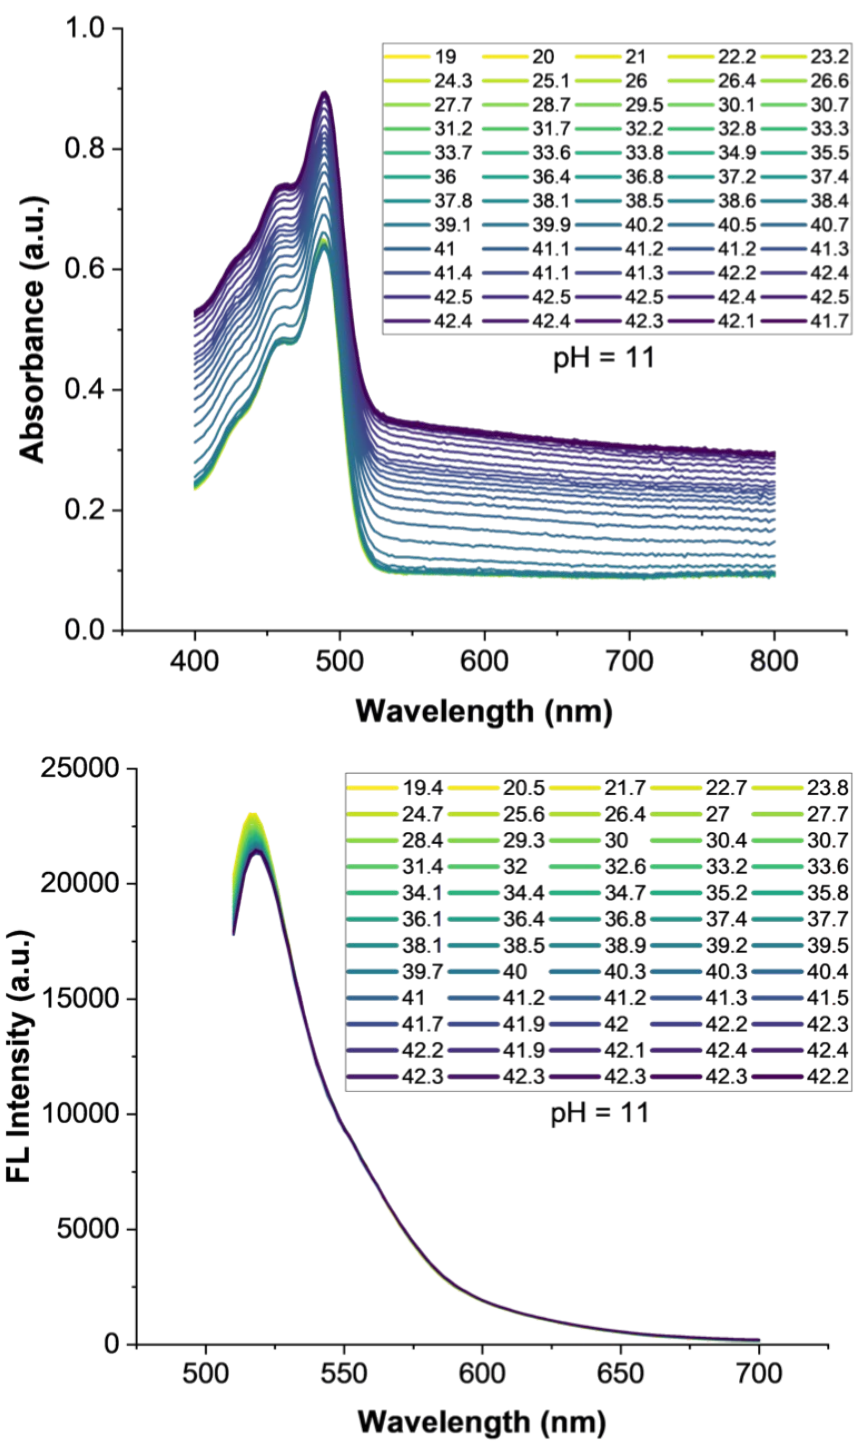 1.0
0.8
0.6
0.4
0.2
0.0
Absorbance (a.u.)
19 20 21 22.2 23.2
24.3 25.1 26 26.4 26.6
27.7 28.7 29.5 30.1 30.7
31.2 31.7 32.2 32.8 33.3
33.7 33.6 33.8 34.9 35.5
36 36.4 36.8 37.2 37.4
37.8 38.1 38.5 38.6 38.4
39.1 39.9 40.2 40.5 40.7
41 41.1 41.2 41.2 41.3
41.4 41.1 41.3 42.2 42.4
42.5 42.5 42.5 42.4 42.5
42.4 42.4 42.3 42.1 41.7
pH = 11
400 500 600 700 800
Wavelength (nm)
25000
20000
15000
10000
5000
0
FL Intensity (a.u.)
19.4 20.5 21.7 22.7 23.8
24.7 25.6 26.4 27 27.7
28.4 29.3 30 30.4 30.7
31.4 32 32.6 33.2 33.6
34.1 34.4 34.7 35.2 35.8
36.1 36.4 36.8 37.4 37.7
38.1 38.5 38.9 39.2 39.5
39.7 40 40.3 40.3 40.4
41 41.2 41.2 41.3 41.5
41.7 41.9 42 42.2 42.3
42.2 41.9 42.1 42.4 42.4
42.3 42.3 42.3 42.3 42.2
pH = 11
500 550 600 650 700
Wavelength (nm)